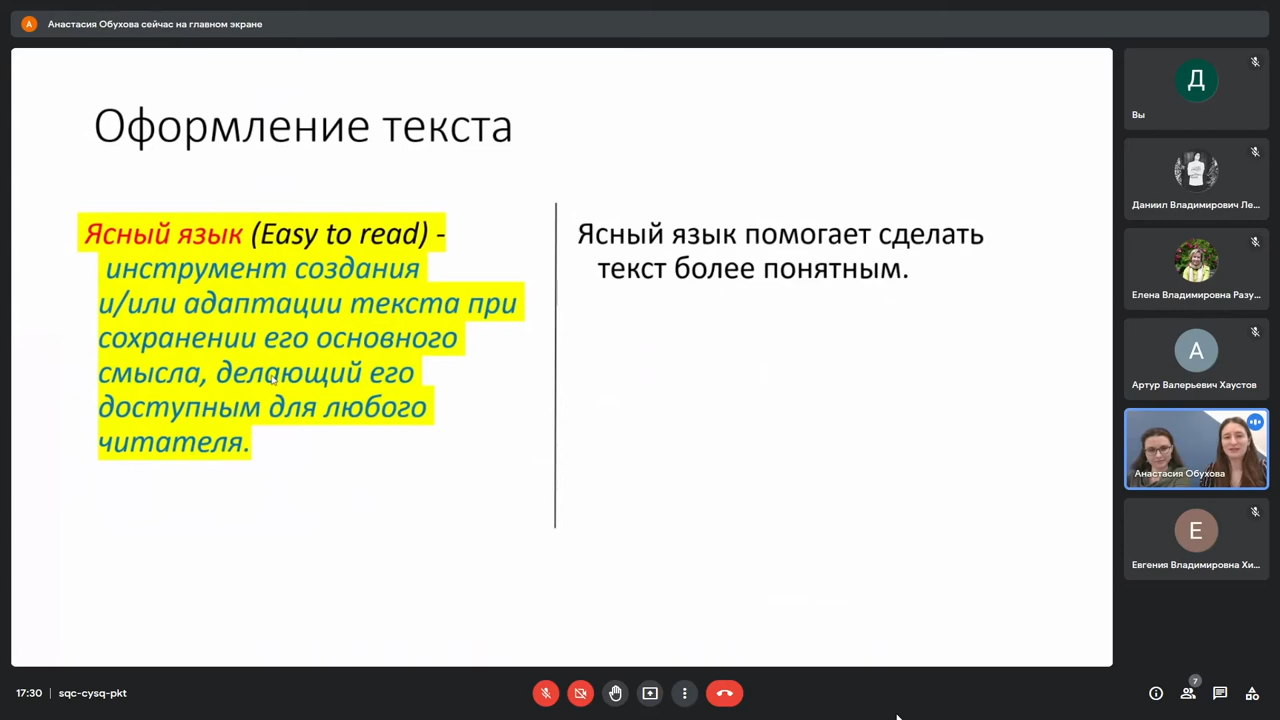 А
Анастасия Обухова сейчас на главном экране
Оформление текста
Ясный язык (Easy to read) -
инструмент создания
и/или адаптации текста при
сохранении его основного
смысла, делающий его
доступным для любого
читателя.
Ясный язык помогает сделать
текст более понятным.
Д
Вы
Даниил Владимирович Ле...
Елена Владимировна Разу...
А
Артур Валерьевич Хаустов
Анастасия Обухова
Е
Евгения Владимировна Хи...
17:30 | sqc-cysq-pkt
7